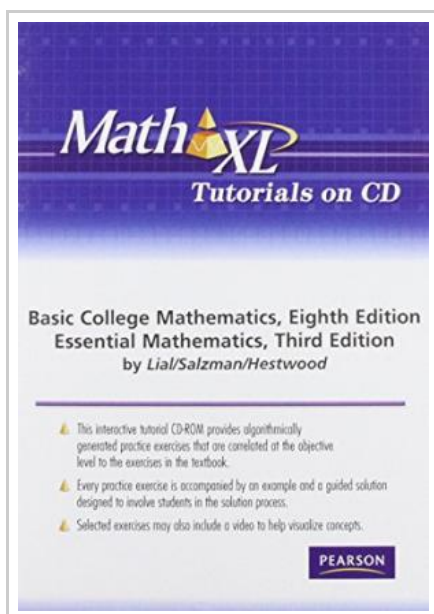 Math XL
Tutorials on CD
Basic College Mathematics, Eighth Edition
Essential Mathematics, Third Edition
by Lial/Salzman/Hestwood
This interactive tutorial CD-ROM provides algorithmically
generated practice exercises that are correlated at the objective
level to the exercises in the textbook.
Every practice exercise is accompanied by an example and a guided solution
designed to involve students in the solution process.
Selected exercises may also include a video to help visualize concepts.
PEARSON